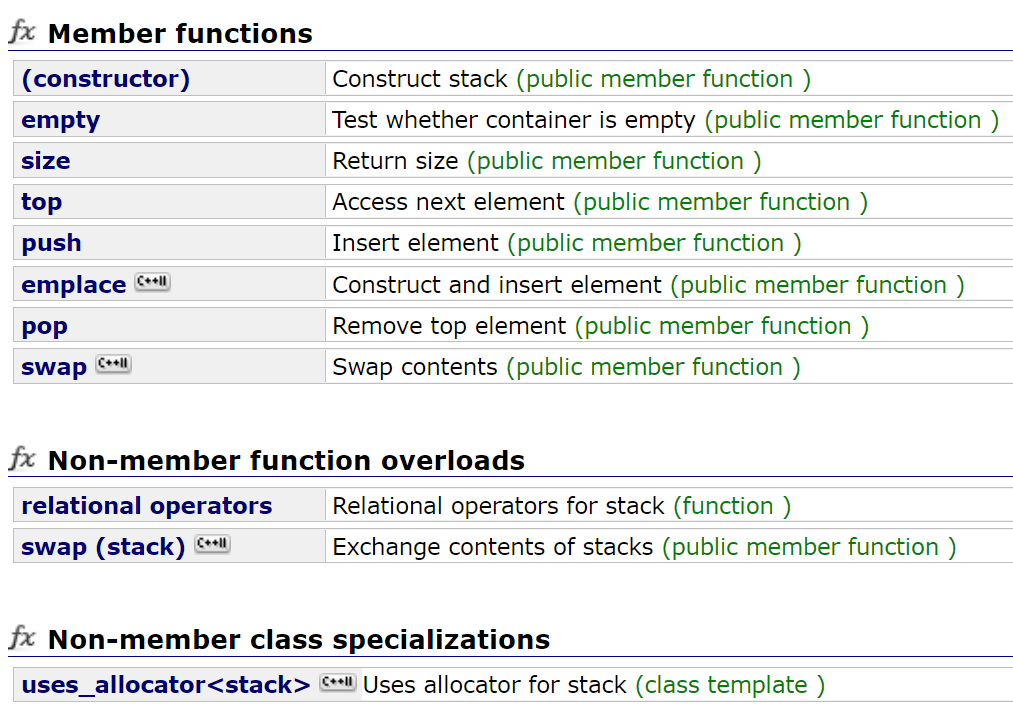 fx Member functions
(constructor) Construct stack (public member function )
empty Test whether container is empty (public member function )
size Return size (public member function )
top Access next element (public member function )
push Insert element (public member function )
emplace C++11 Construct and insert element (public member function )
pop Remove top element (public member function )
swap C++11 Swap contents (public member function )
fx Non-member function overloads
relational operators Relational operators for stack (function )
swap (stack) C++11 Exchange contents of stacks (public member function )
fx Non-member class specializations
uses_allocator<stack> C++11 Uses allocator for stack (class template )